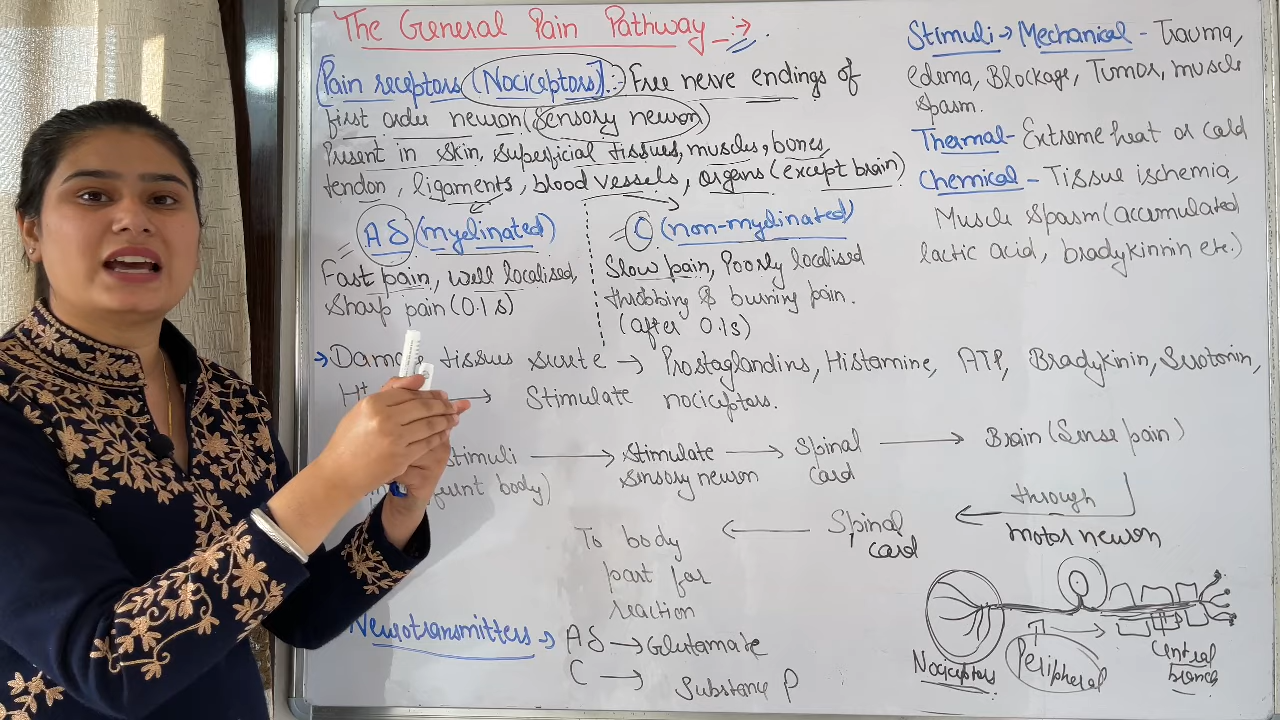 The General Pain Pathway
Pain receptors (Nociceptors) :- Free nerve endings of
first order neuron (Sensory neuron)
Present in skin, superficial tissues, muscles, bones,
tendon, ligaments, blood vessels, organs (except brain)
Aδ (myelinated)
Fast pain, well localised,
Sharp pain (0.1 s)
C (non-myelinated)
Slow pain, Poorly localised
throbbing & burning pain.
(after 0.1s)
Stimuli → Mechanical - Trauma,
edema, Blockage, Tumor, muscle
spasm.
Thermal - Extreme heat or cold
Chemical - Tissue ischemia,
Muscle spasm (accumulated
lactic acid, bradykinnin etc.)
tissues → Prostaglandins, Histamine, ATP, Bradykinin,
→ Stimulate nociceptors.
Stimuli → Stimulate → Spinal → Brain (Sense pain)
sensory neuron cord
body)
through
motor neuron
Spinal
cord
To body
part for
reaction
Neurotransmitters → Aδ → Glutamate
C → Substance P
Nociceptors
Peripheral
Central